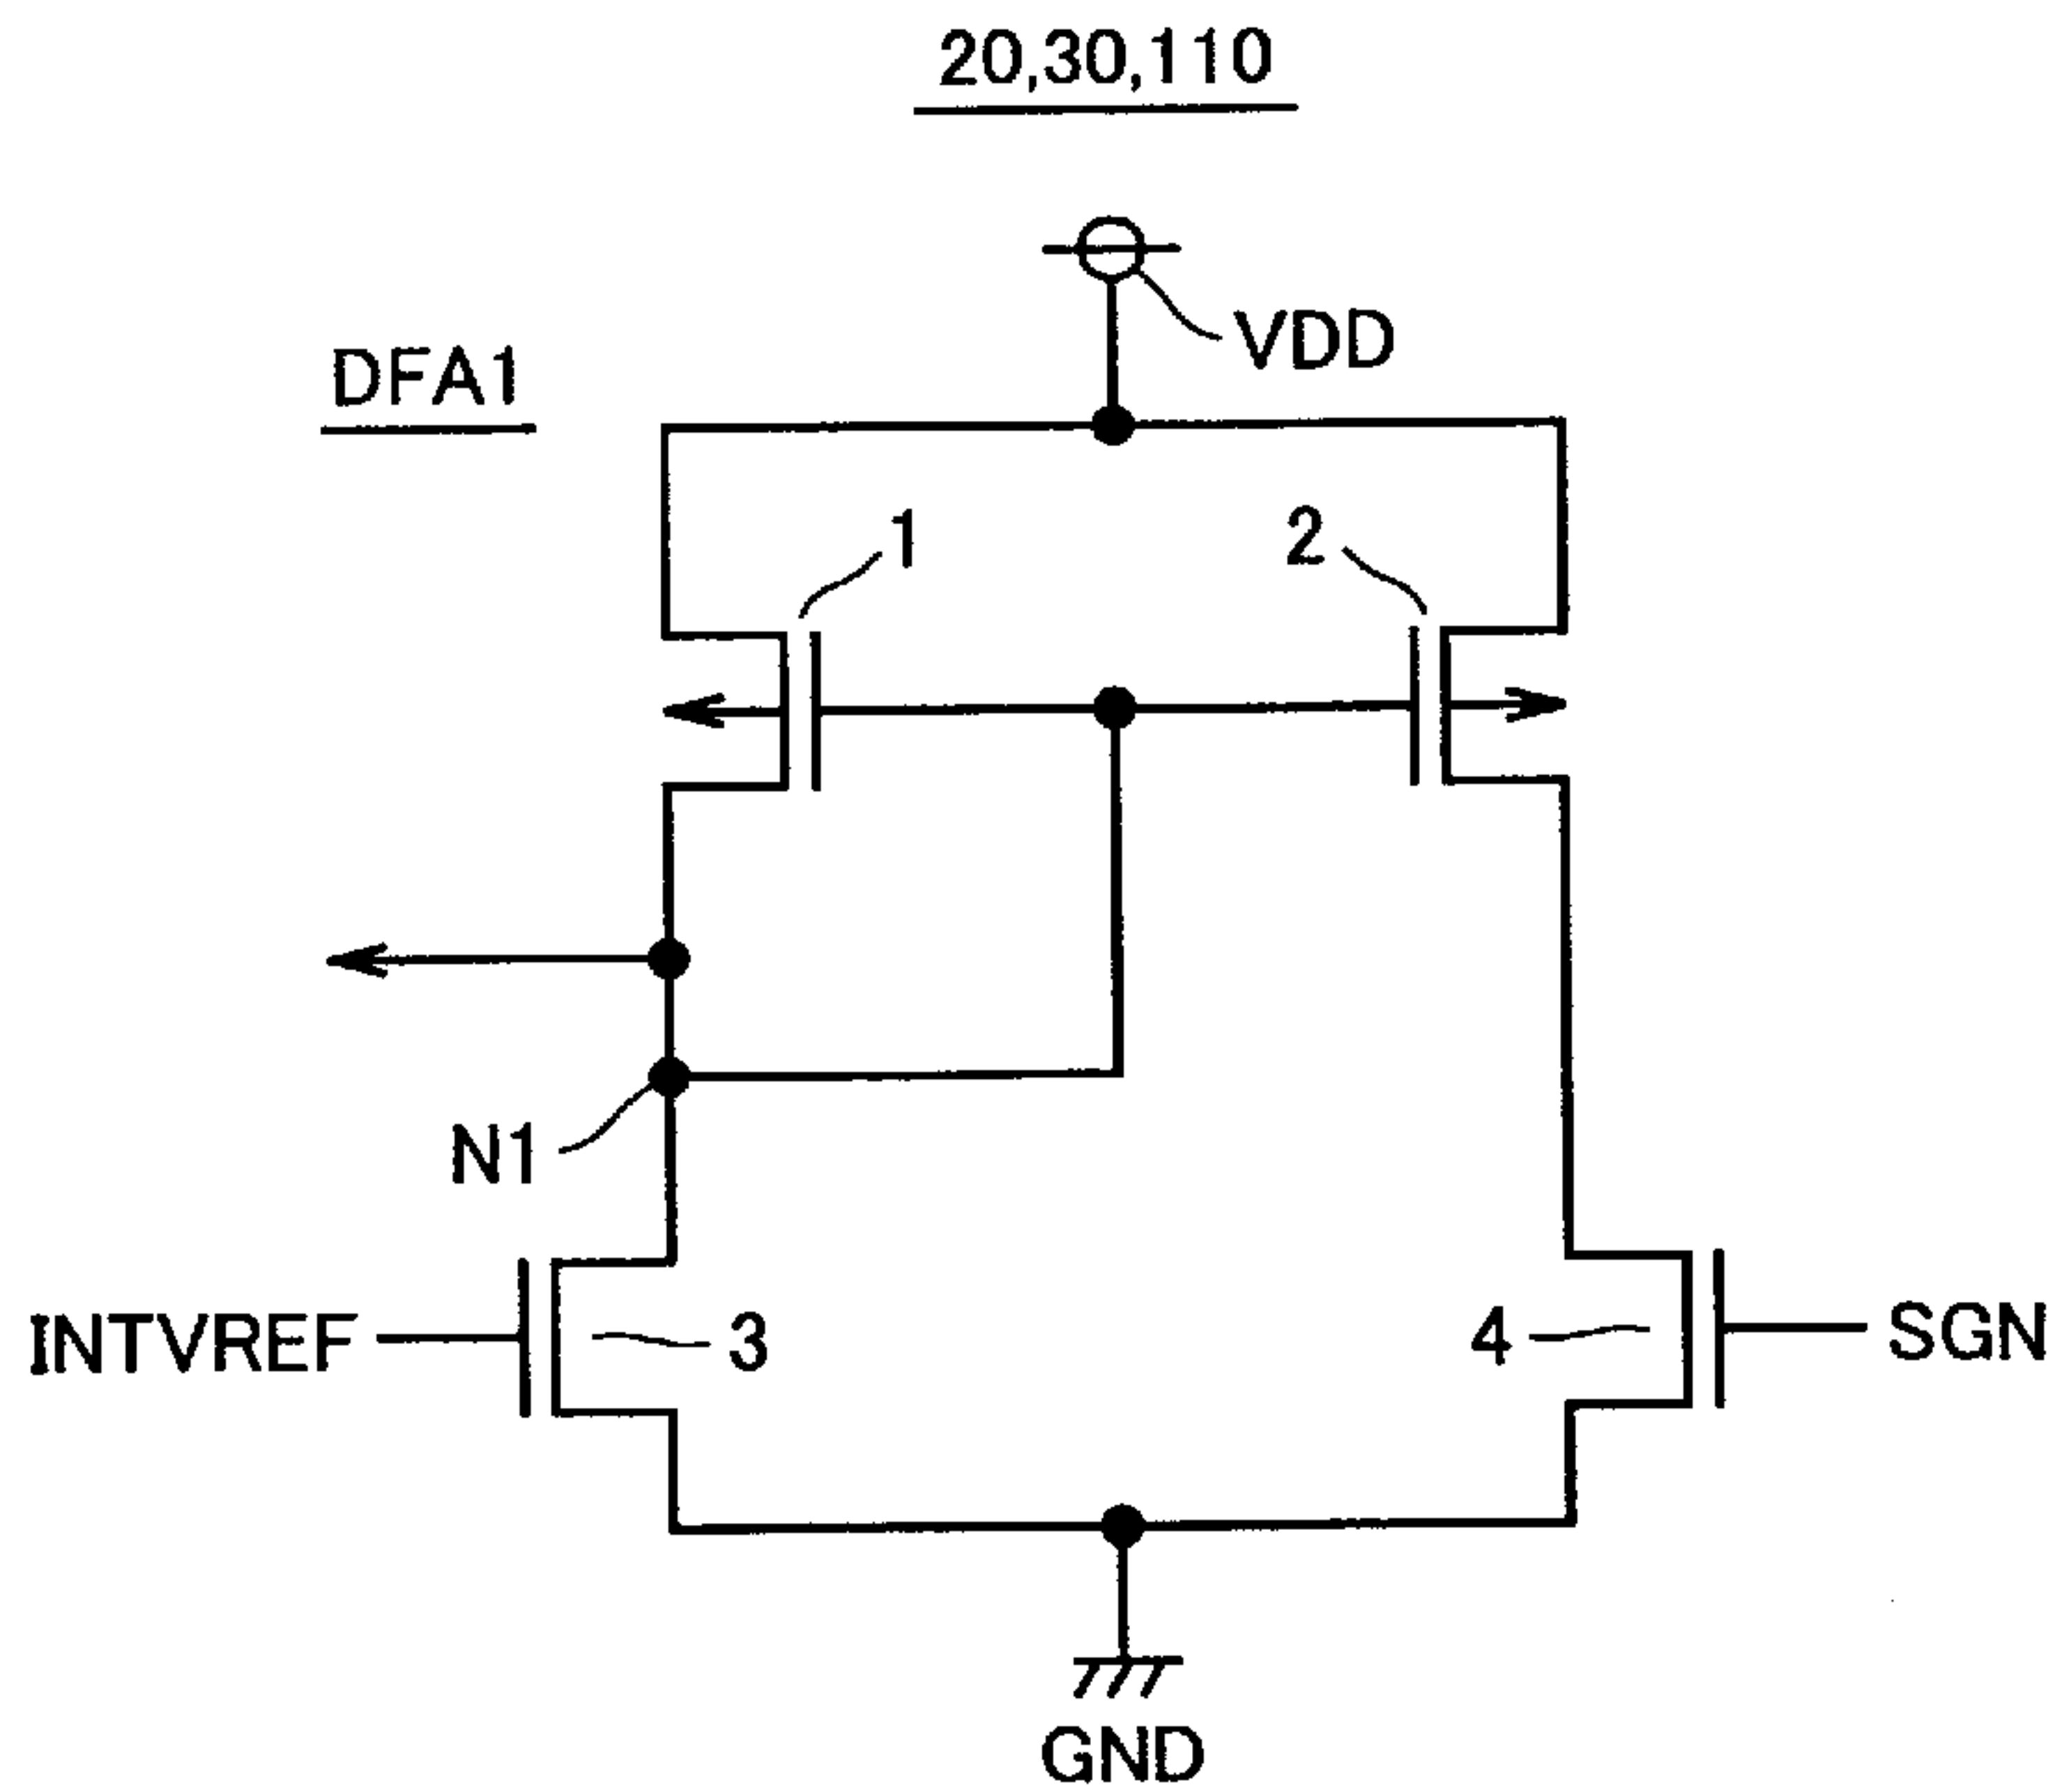 20,30,110
VDD
DFA1
1
2
N1
INTVREF
3
4
SGN
GND